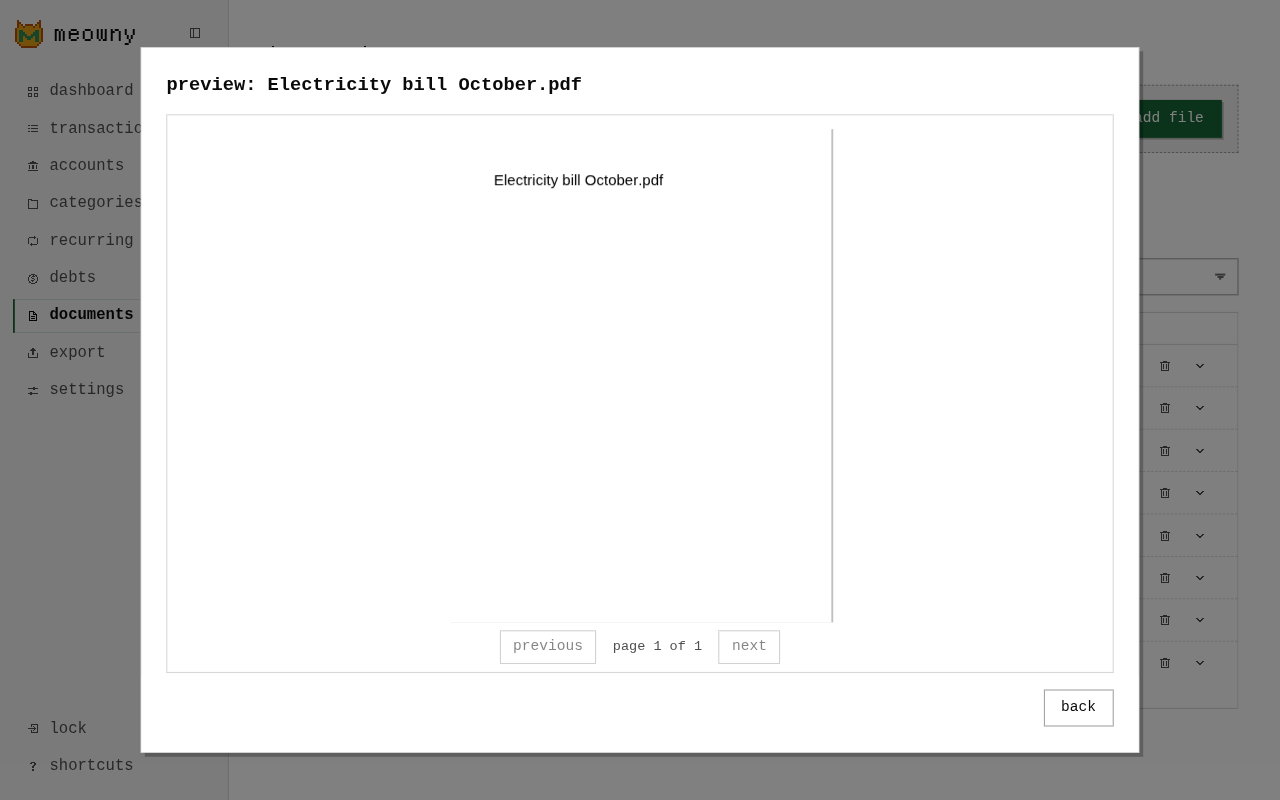 meowny
dashboard
transactio
accounts
categories
recurring
debts
documents
export
settings
lock
? shortcuts
preview: Electricity bill October.pdf
Electricity bill October.pdf
previous
page 1 of 1
next
back
add file